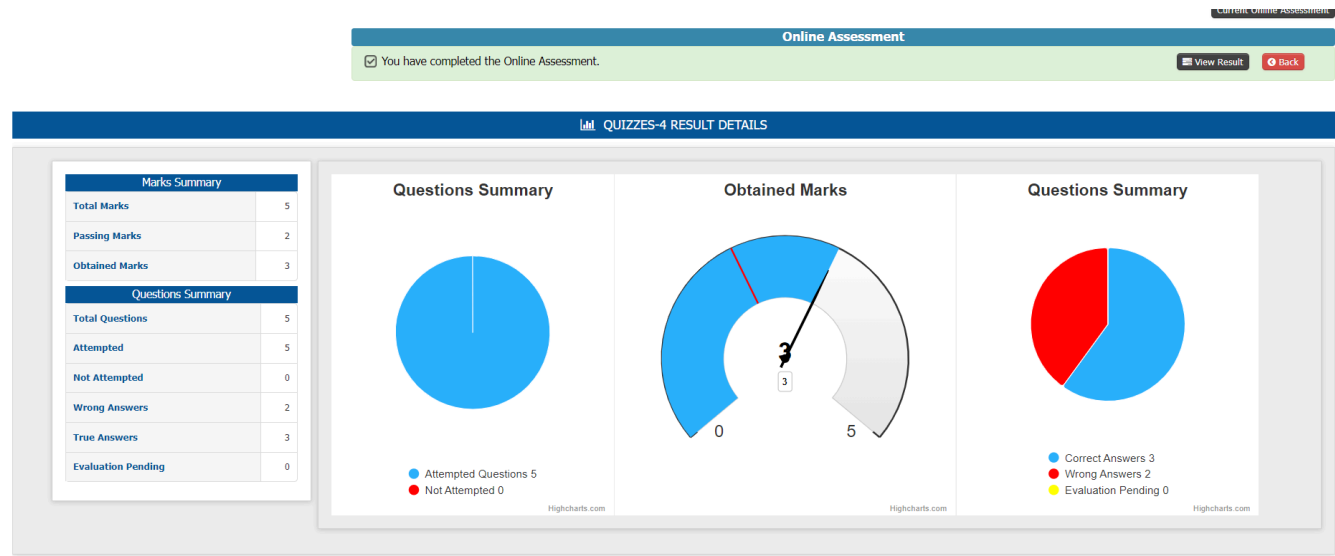 Current Online Assessment
Online Assessment
You have completed the Online Assessment.
View Result
Back
QUIZZES-4 RESULT DETAILS
Marks Summary
Total Marks 5
Passing Marks 2
Obtained Marks 3
Questions Summary
Total Questions 5
Attempted 5
Not Attempted 0
Wrong Answers 2
True Answers 3
Evaluation Pending 0
Questions Summary
Attempted Questions 5
Not Attempted 0
Highcharts.com
Obtained Marks
3
3
0 5
Highcharts.com
Questions Summary
Correct Answers 3
Wrong Answers 2
Evaluation Pending 0
Highcharts.com